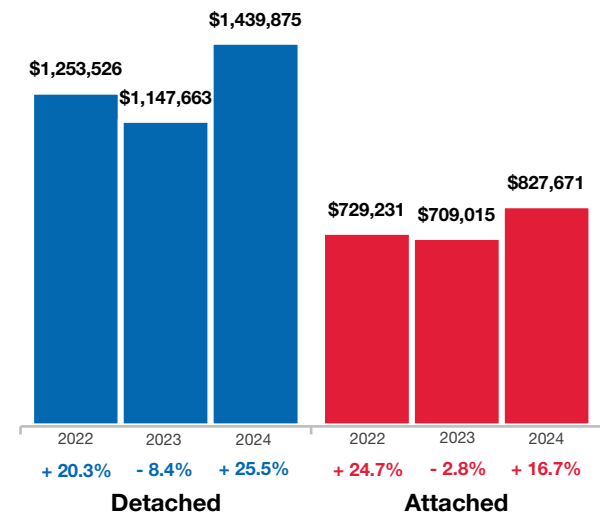 $1,439,875
$1,253,526
$1,147,663
$827,671
$729,231 $709,015
2022 2023 2024 2022 2023 2024
+ 20.3% - 8.4% + 25.5% + 24.7% - 2.8% + 16.7%
Detached Attached